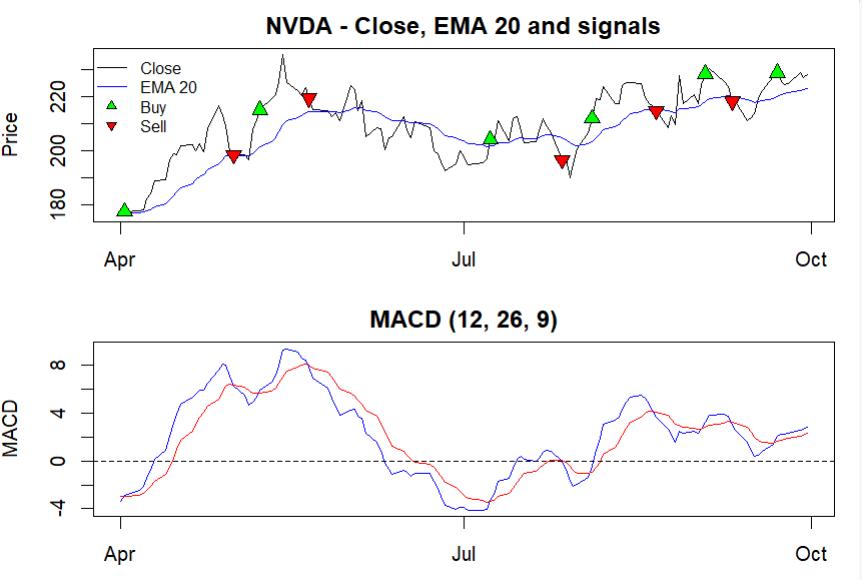 NVDA - Close, EMA 20 and signals
Close
EMA 20
Buy
Sell
Price
220
200
180
Apr
Jul
Oct
MACD (12, 26, 9)
MACD
8
4
0
-4
Apr
Jul
Oct